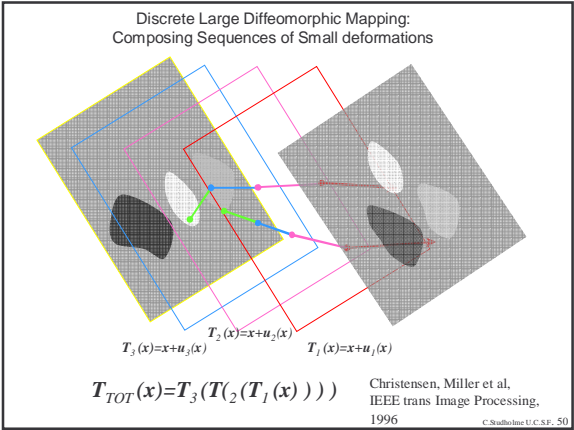 Discrete Large Diffeomorphic Mapping:
Composing Sequences of Small deformations
T2(x)=x+u2(x)
T3(x)=x+u3(x)
T1(x)=x+u1(x)
TTOT(x)=T3(T(2(T1(x) ) ) )
Christensen, Miller et al,
IEEE trans Image Processing,
1996
C.Studholme U.C.S.F. 50